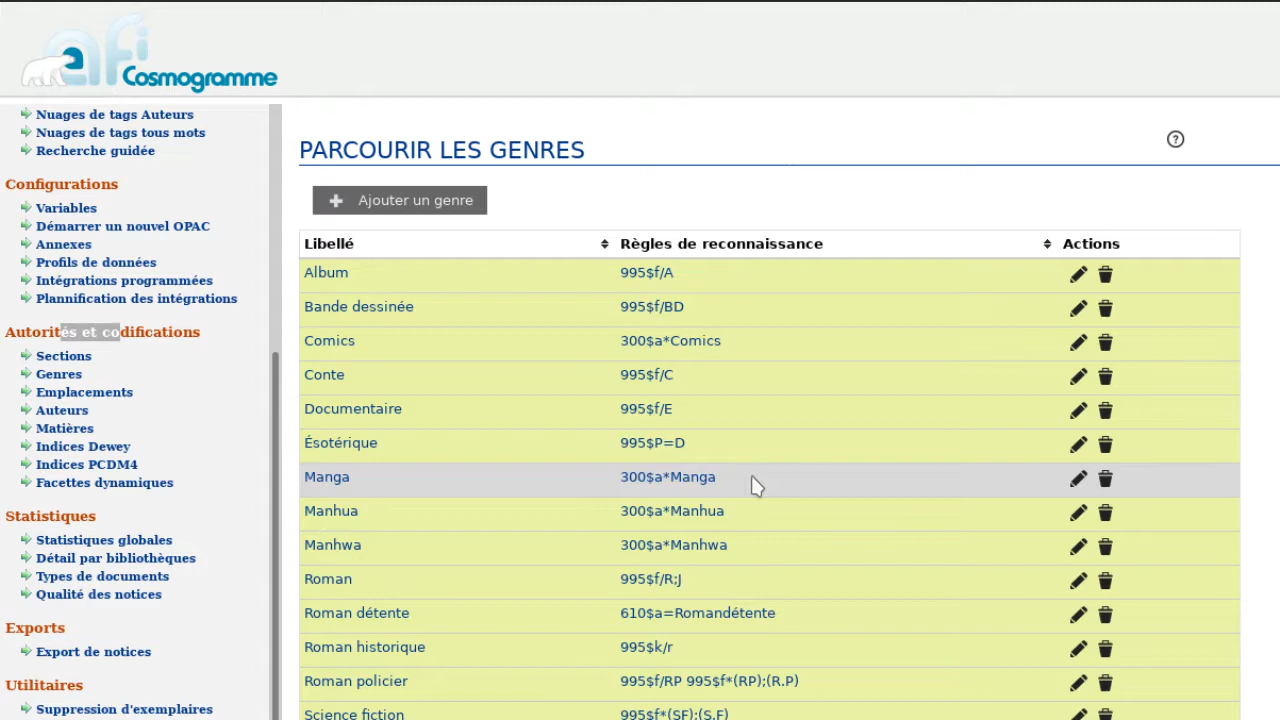 afi
Cosmogramme
Nuages de tags Auteurs
Nuages de tags tous mots
Recherche guidée
Configurations
Variables
Démarrer un nouvel OPAC
Annexes
Profils de données
Intégrations programmées
Plannification des intégrations
Autorités et codifications
Sections
Genres
Emplacements
Auteurs
Matières
Indices Dewey
Indices PCDM4
Facettes dynamiques
Statistiques
Statistiques globales
Détail par bibliothèques
Types de documents
Qualité des notices
Exports
Export de notices
Utilitaires
Suppression d'exemplaires
PARCOURIR LES GENRES
?
Ajouter un genre
Libellé Règles de reconnaissance Actions
Album 995$f/A
Bande dessinée 995$f/BD
Comics 300$a*Comics
Conte 995$f/C
Documentaire 995$f/E
Ésotérique 995$P=D
Manga 300$a*Manga
Manhua 300$a*Manhua
Manhwa 300$a*Manhwa
Roman 995$f/R;J
Roman détente 610$a=Romandétente
Roman historique 995$k/r
Roman policier 995$f/RP 995$f*(RP);(R.P)
Science fiction 995$f*(SF);(S.F)